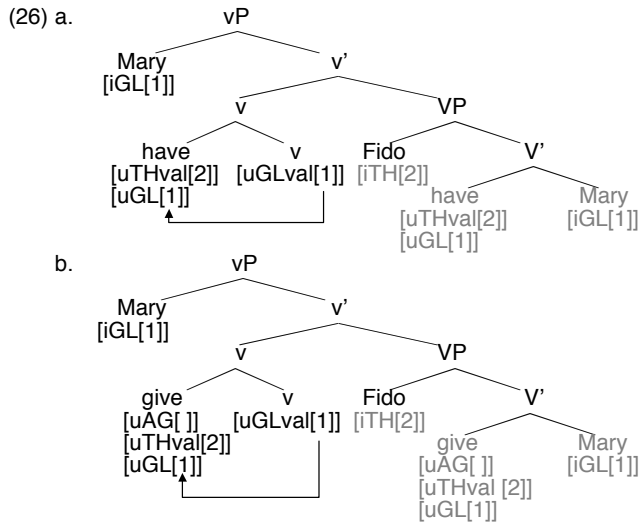 (26) a. vP
Mary v’
[iGL[1]]
v VP
have v Fido V’
[uTHval[2]] [uGLval[1]] [iTH[2]]
[uGL[1]] have Mary
[uTHval[2]] [iGL[1]]
[uGL[1]]
b. vP
Mary v’
[iGL[1]]
v VP
give v Fido V’
[uAG[ ]] [uGLval[1]] [iTH[2]]
[uTHval[2]] give Mary
[uGL[1]] [uAG[ ]] [iGL[1]]
[uTHval [2]]
[uGL[1]]